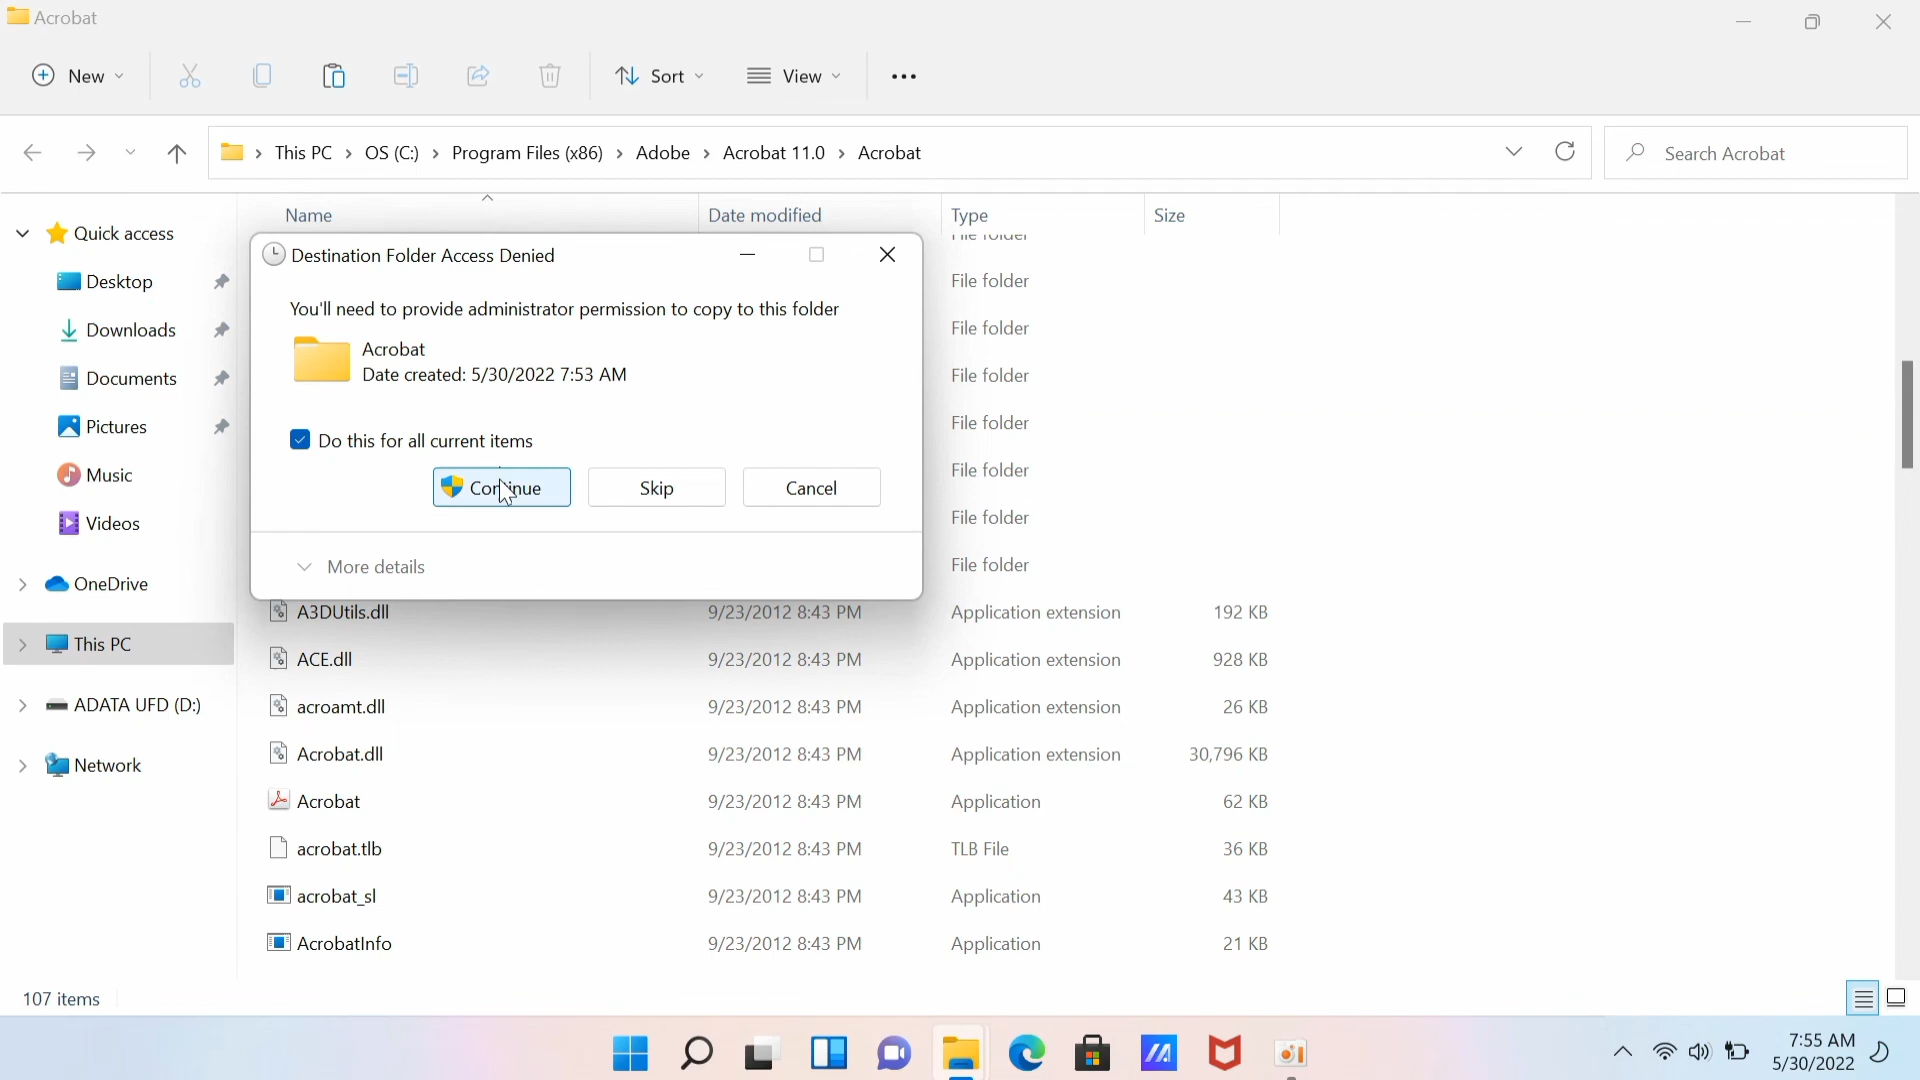 Acrobat
New
Sort
View
This PC
OS (C:)
Program Files (x86)
Adobe
Acrobat 11.0
Acrobat
Search Acrobat
Name
Date modified
Type
Size
Quick access
Desktop
Downloads
Documents
Pictures
Music
Videos
OneDrive
This PC
ADATA UFD (D:)
Network
File folder
File folder
File folder
File folder
File folder
File folder
File folder
File folder
Destination Folder Access Denied
You'll need to provide administrator permission to copy to this folder
Acrobat
Date created: 5/30/2022 7:53 AM
Do this for all current items
Continue
Skip
Cancel
More details
A3DUtils.dll 9/23/2012 8:43 PM Application extension 192 KB
ACE.dll 9/23/2012 8:43 PM Application extension 928 KB
acroamt.dll 9/23/2012 8:43 PM Application extension 26 KB
Acrobat.dll 9/23/2012 8:43 PM Application extension 30,796 KB
Acrobat 9/23/2012 8:43 PM Application 62 KB
acrobat.tlb 9/23/2012 8:43 PM TLB File 36 KB
acrobat_sl 9/23/2012 8:43 PM Application 43 KB
AcrobatInfo 9/23/2012 8:43 PM Application 21 KB
107 items
7:55 AM
5/30/2022